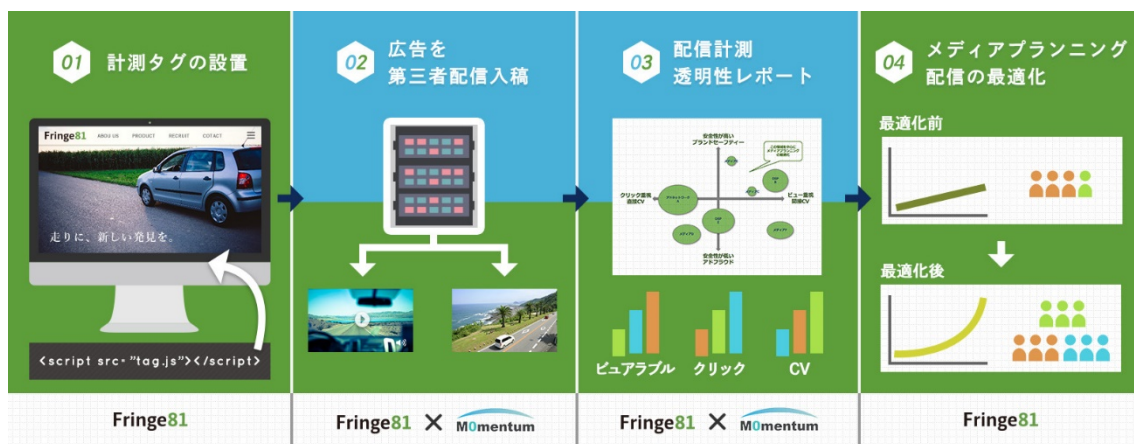 01
計測タグの設置
Fringe81
ABOU US
PRODUCT
RECRUIT
COTACT
走りに、新しい発見を。
<script src="tag.js"></script>
Fringe81
02
広告を
第三者配信入稿
Fringe81 × M0mentum
03
配信計測
透明性レポート
安全性が高い
ブランドセーフティー
クリック重視
直接CV
ビュー重視
間接CV
安全性が低い
アドフラウド
ビュアラブル
クリック
CV
Fringe81 × M0mentum
04
メディアプランニング
配信の最適化
最適化前
最適化後
Fringe81